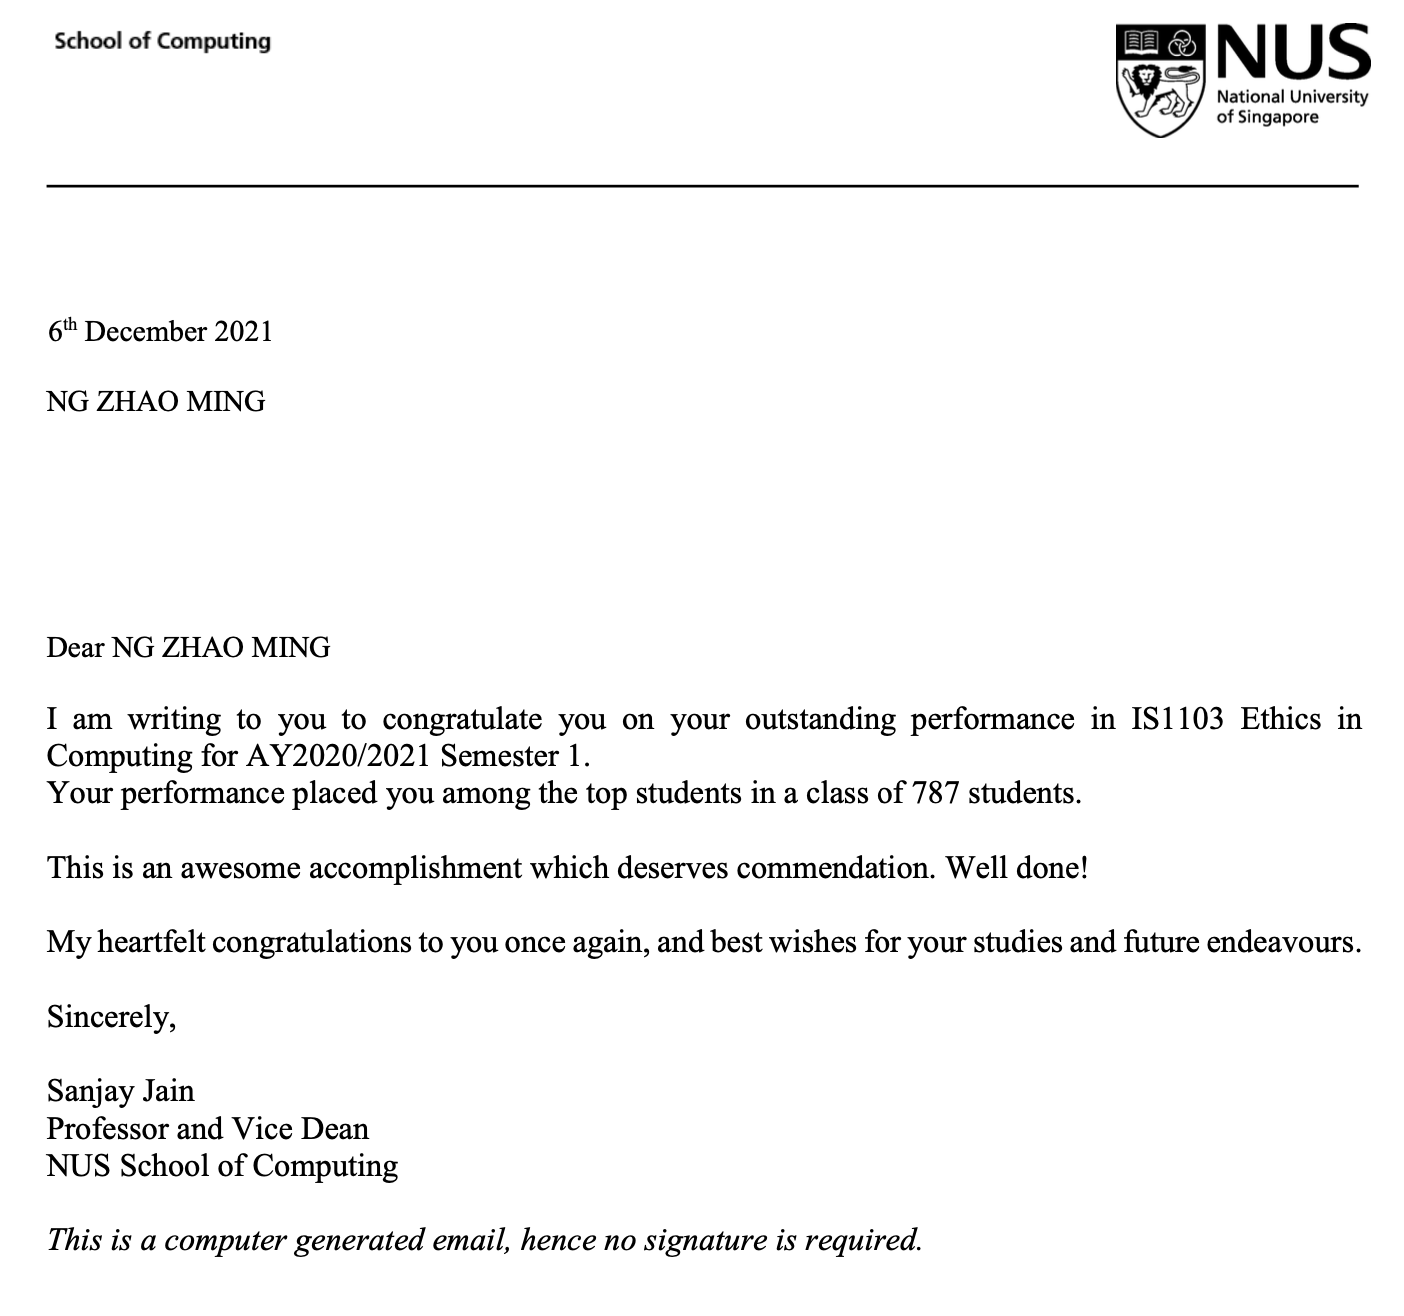 School of Computing
NUS
National University
of Singapore
6th December 2021
NG ZHAO MING
Dear NG ZHAO MING
I am writing to you to congratulate you on your outstanding performance in IS1103 Ethics in
Computing for AY2020/2021 Semester 1.
Your performance placed you among the top students in a class of 787 students.
This is an awesome accomplishment which deserves commendation. Well done!
My heartfelt congratulations to you once again, and best wishes for your studies and future endeavours.
Sincerely,
Sanjay Jain
Professor and Vice Dean
NUS School of Computing
This is a computer generated email, hence no signature is required.